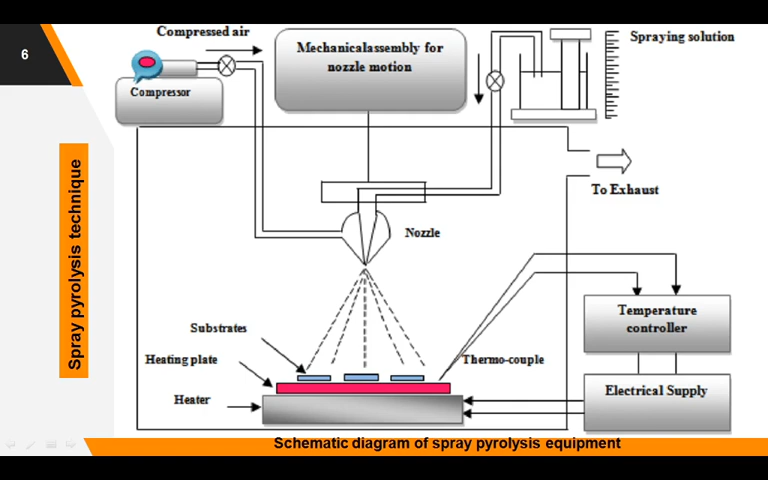 6
Compressed air
Mechanicalassembly for
nozzle motion
Spraying solution
Compressor
To Exhaust
Spray pyrolysis technique
Nozzle
Temperature
controller
Substrates
Heating plate
Thermo-couple
Heater
Electrical Supply
Schematic diagram of spray pyrolysis equipment